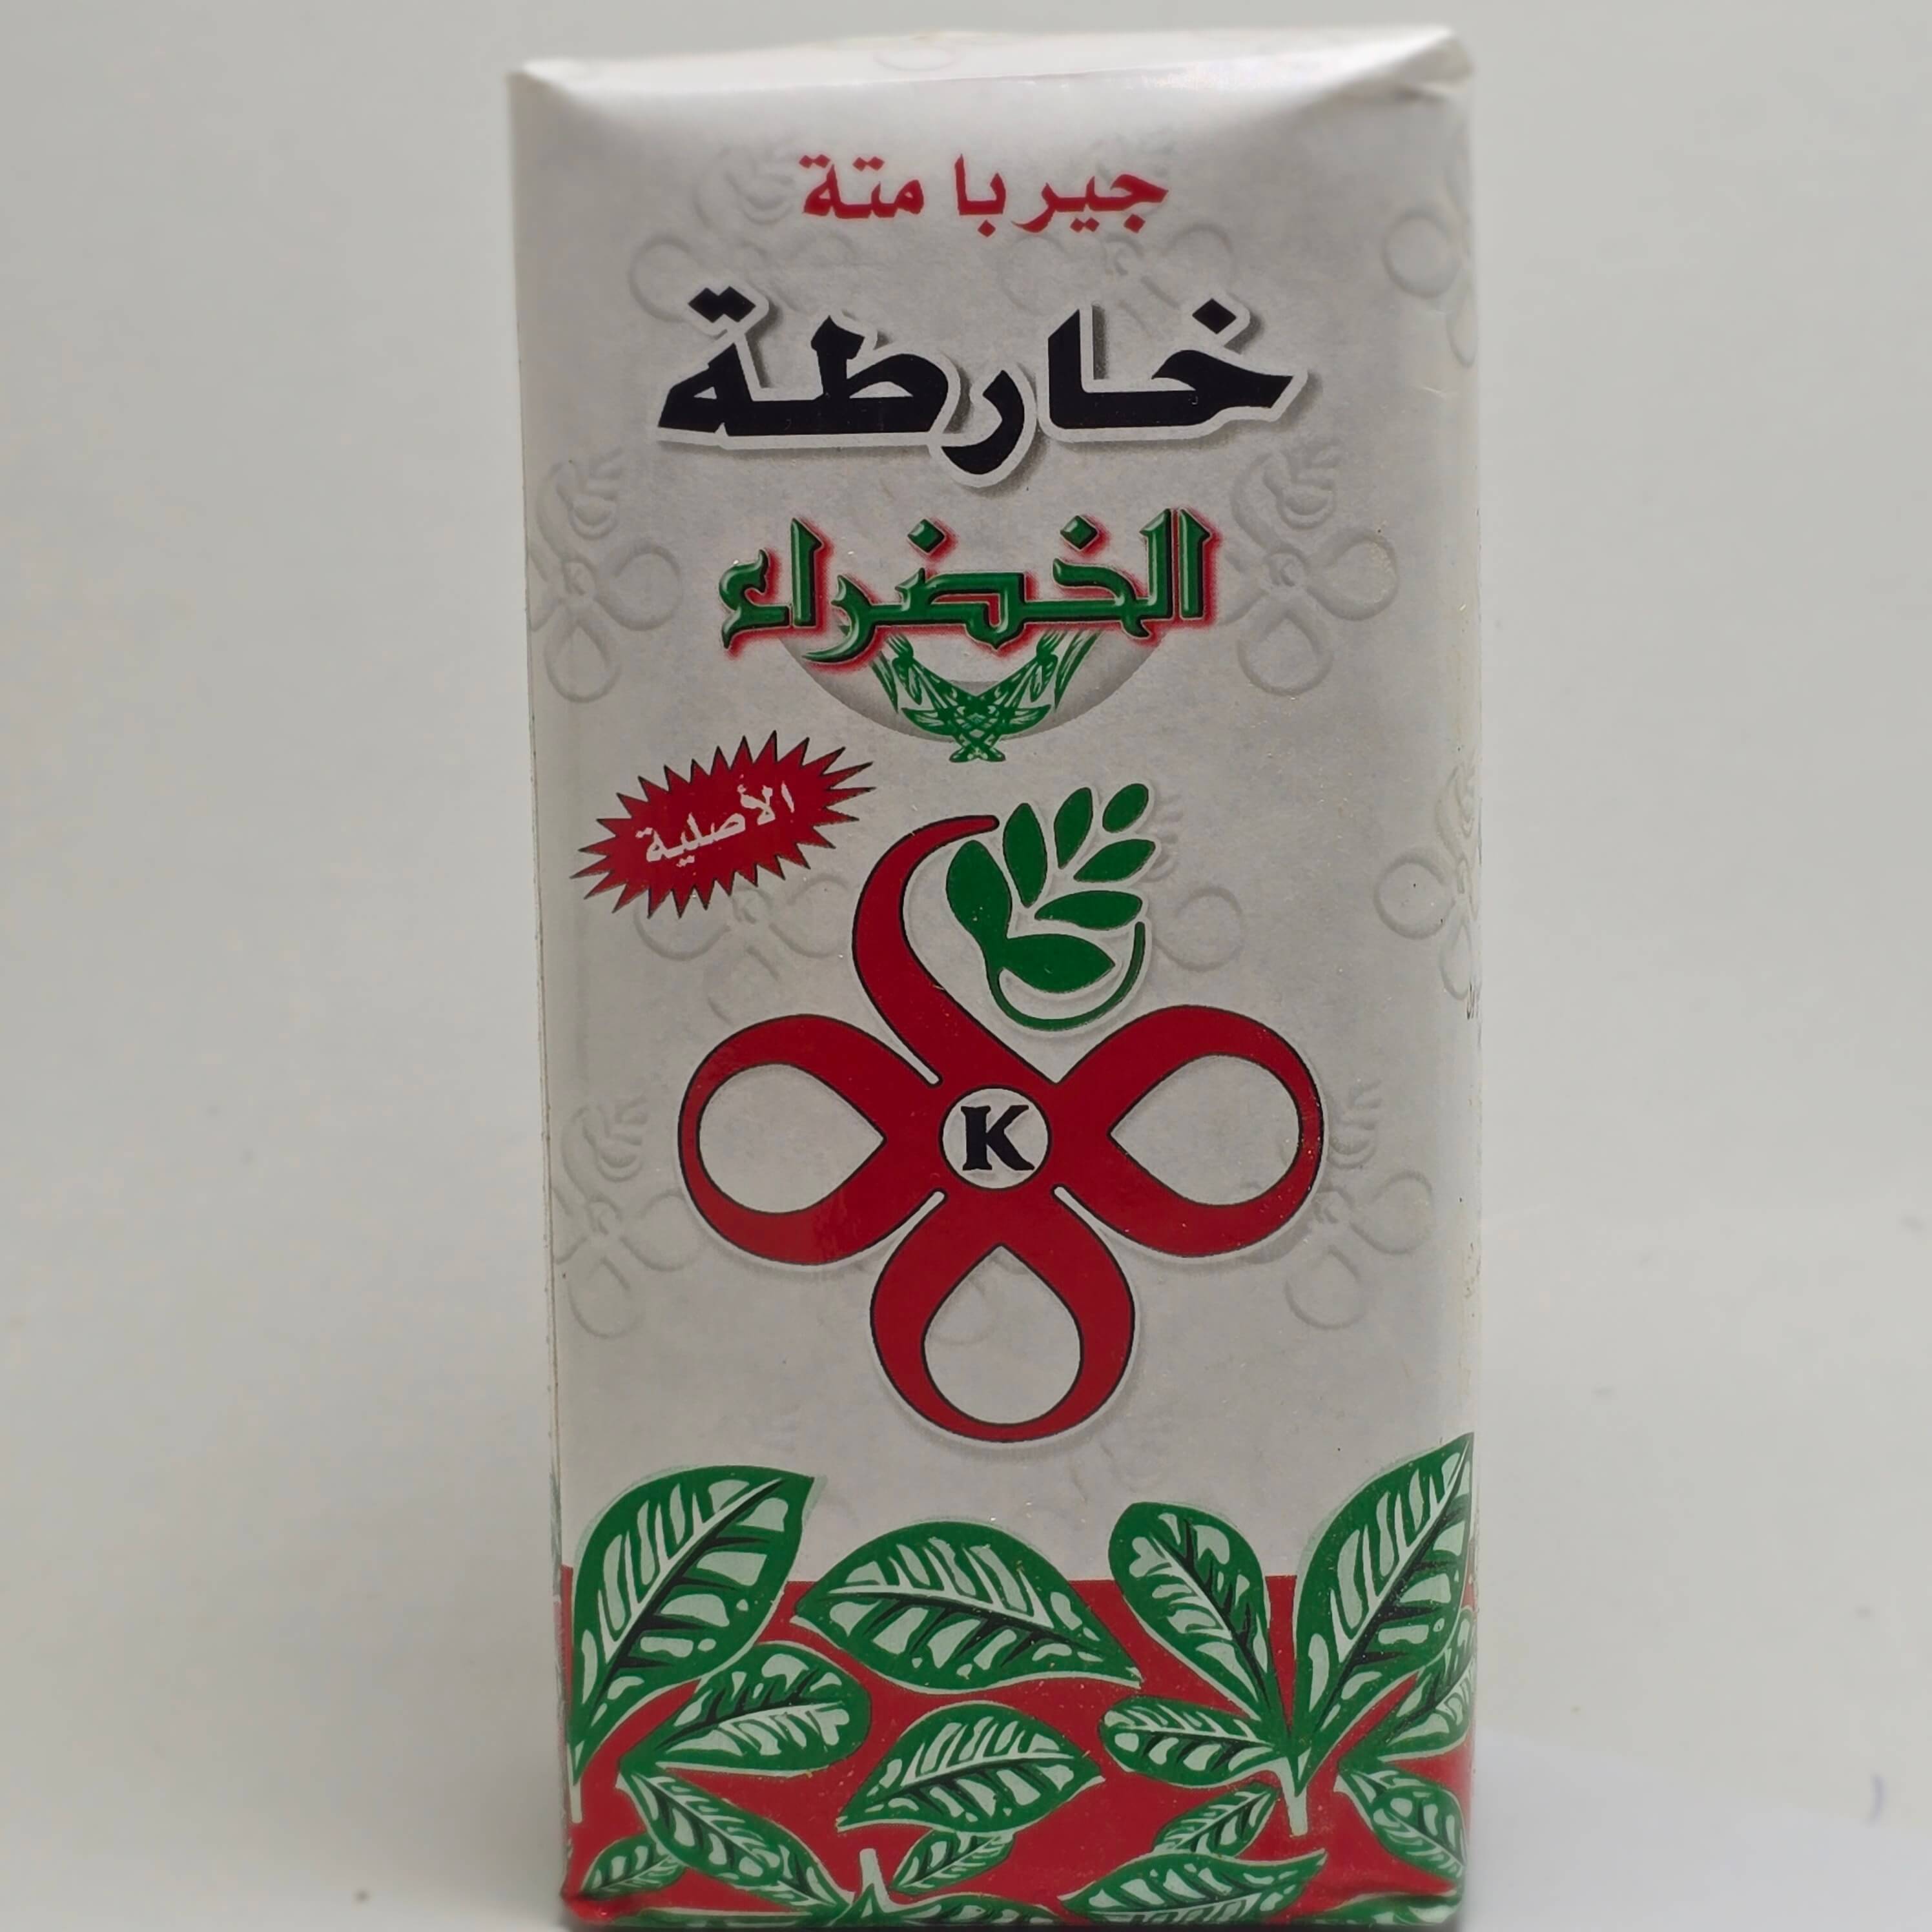 جيربا متة
خارطة
الخضراء
الأصلية
K